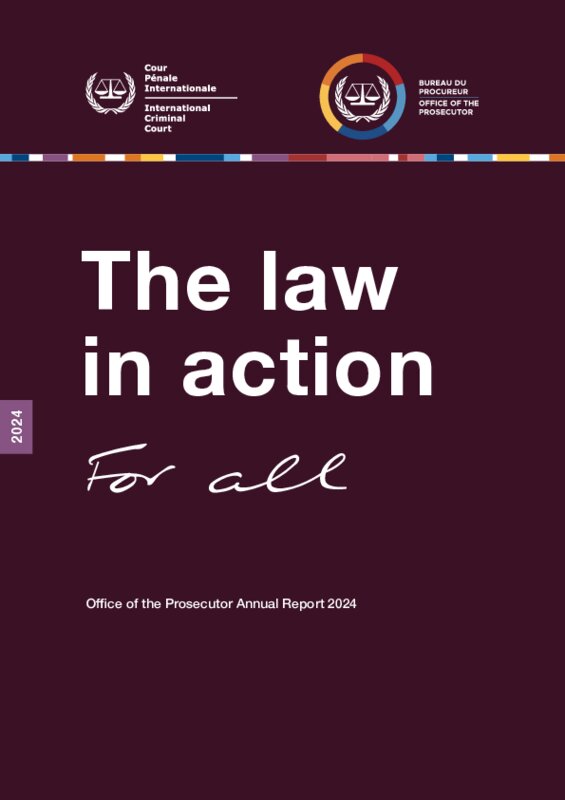 Cour
Pénale
Internationale
International
Criminal
Court
BUREAU DU
PROCUREUR
OFFICE OF THE
PROSECUTOR
The law
in action
2024
For all
Office of the Prosecutor Annual Report 2024